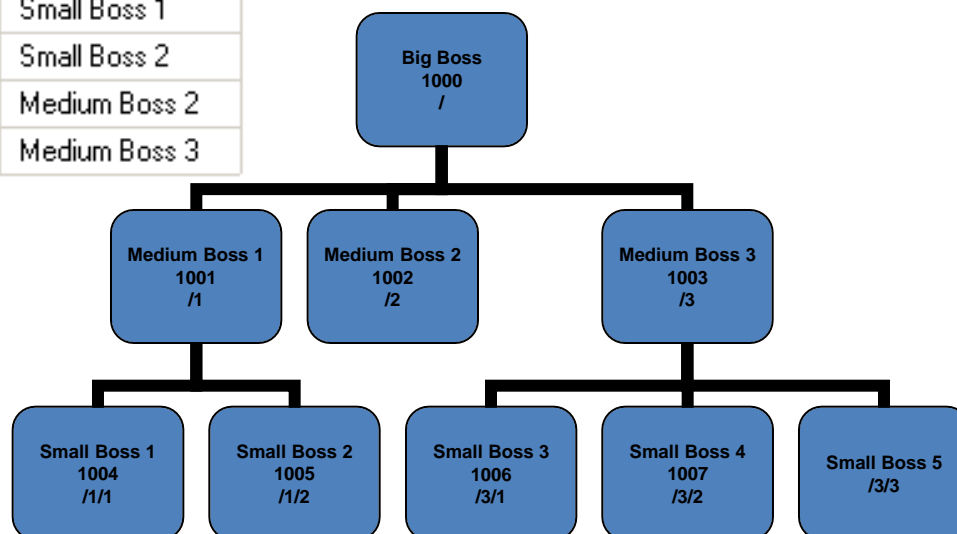 Small Boss 1
Small Boss 2
Medium Boss 2
Medium Boss 3
Big Boss
1000
/
Medium Boss 1
1001
/1
Medium Boss 2
1002
/2
Medium Boss 3
1003
/3
Small Boss 1
1004
/1/1
Small Boss 2
1005
/1/2
Small Boss 3
1006
/3/1
Small Boss 4
1007
/3/2
Small Boss 5
/3/3